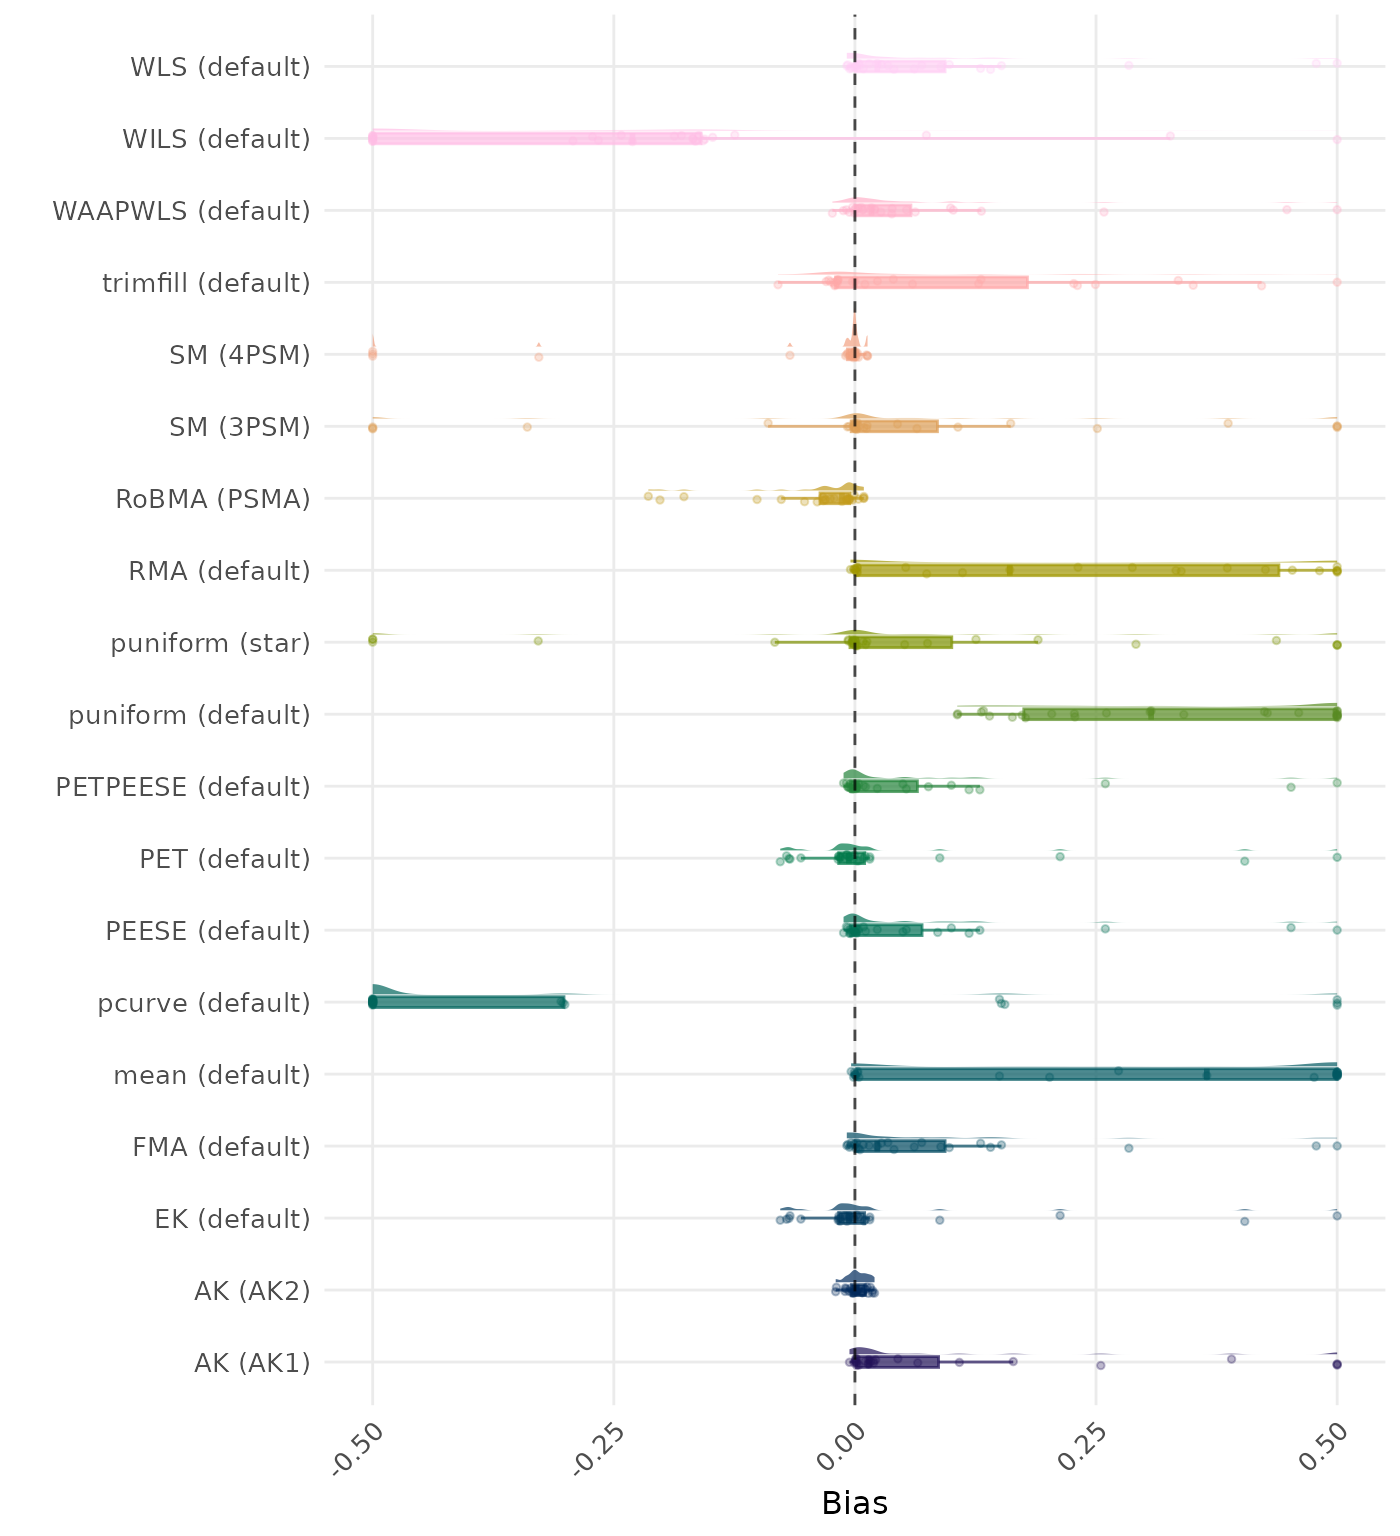 WLS (default)
WILS (default)
WAAPWLS (default)
trimfill (default)
SM (4PSM)
SM (3PSM)
RoBMA (PSMA)
RMA (default)
puniform (star)
puniform (default)
PETPEESE (default)
PET (default)
PEESE (default)
pcurve (default)
mean (default)
FMA (default)
EK (default)
AK (AK2)
AK (AK1)
-0.50
-0.25
0.00
0.25
0.50
Bias